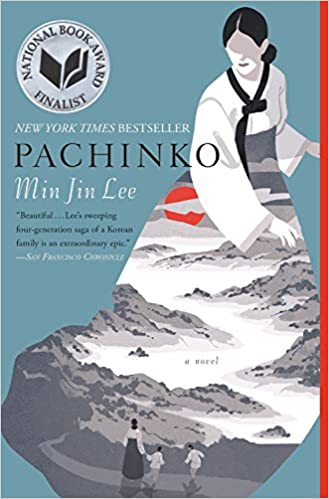 NATIONAL BOOK AWARD
FINALIST
NEW YORK TIMES BESTSELLER
PACHINKO
Min Jin Lee
"Beautiful . . . Lee's sweeping
four-generation saga of a Korean
family is an extraordinary epic."
—SAN FRANCISCO CHRONICLE
a novel